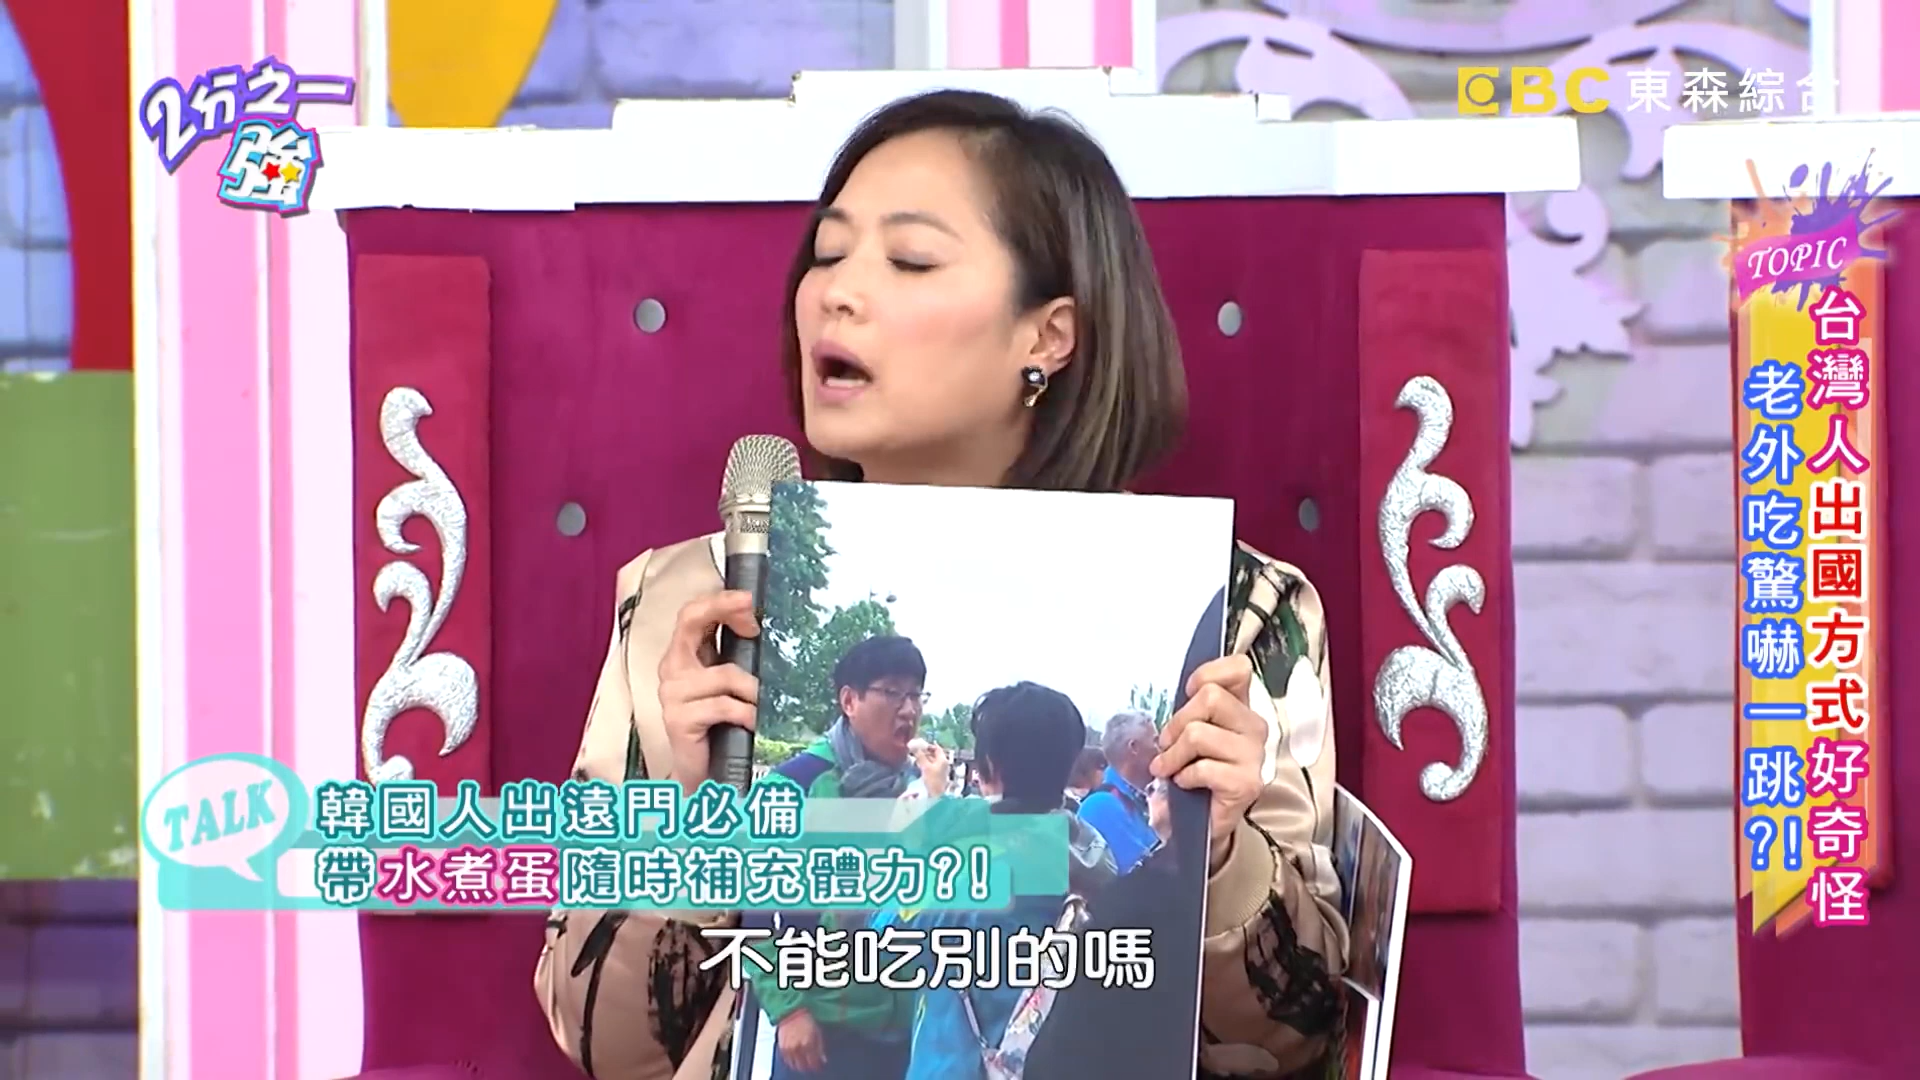 2分之一
強
EBC 東森綜合
TOPIC
台灣人出國方式好奇怪
老外吃驚嚇一跳?!
TALK
韓國人出遠門必備
帶水煮蛋隨時補充體力?!
不能吃別的嗎